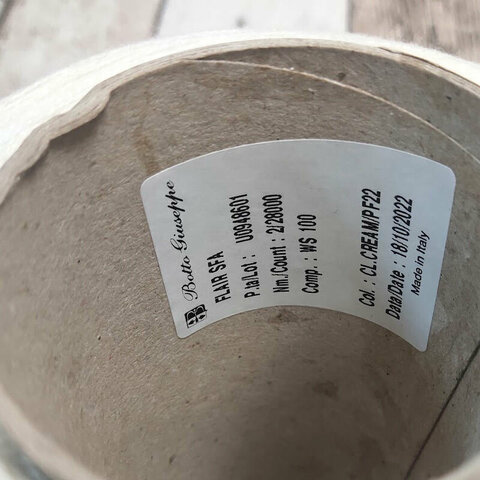 Botto Giuseppe
FLAIR SFA
P.ta/Lot : U0948601
Nm./Count : 2/28000
Comp. : WS 100
Col. : CL.CREAM/PF22
Data/Date : 18/10/2022
Made in Italy